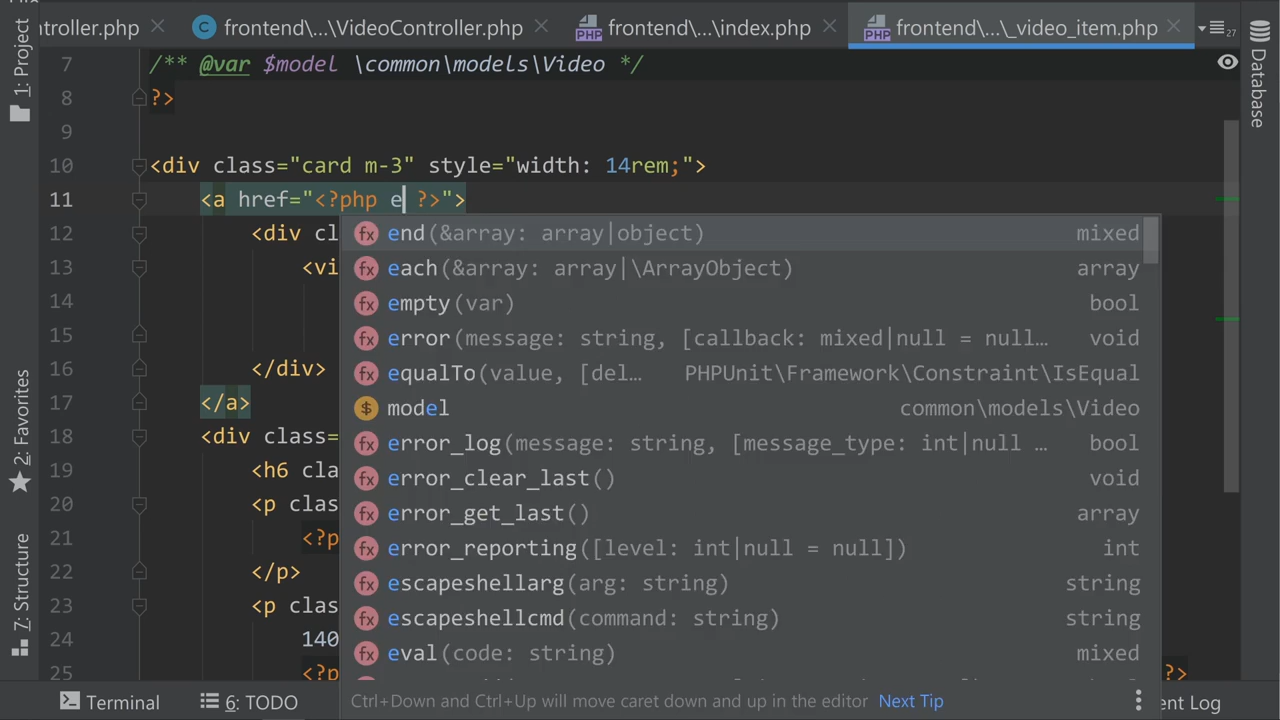 ntroller.php
frontend\...\VideoController.php
frontend\...\index.php
frontend\...\_video_item.php
27
1: Project
2: Favorites
7: Structure
Database
7 /** @var $model \common\models\Video */
8 ?>
9
10 <div class="card m-3" style="width: 14rem;">
11 <a href="<?php e ?>">
12 <div cl
13 <vi
14
15
16 </div>
17 </a>
18 <div class=
19 <h6 cla
20 <p clas
21 <?p
22 </p>
23 <p clas
24 140
25 <?p ?>
end(&array: array|object) mixed
each(&array: array|\ArrayObject) array
empty(var) bool
error(message: string, [callback: mixed|null = null… void
equalTo(value, [del… PHPUnit\Framework\Constraint\IsEqual
model common\models\Video
error_log(message: string, [message_type: int|null … bool
error_clear_last() void
error_get_last() array
error_reporting([level: int|null = null]) int
escapeshellarg(arg: string) string
escapeshellcmd(command: string) string
eval(code: string) mixed
Ctrl+Down and Ctrl+Up will move caret down and up in the editor Next Tip
Terminal
6: TODO
ent Log